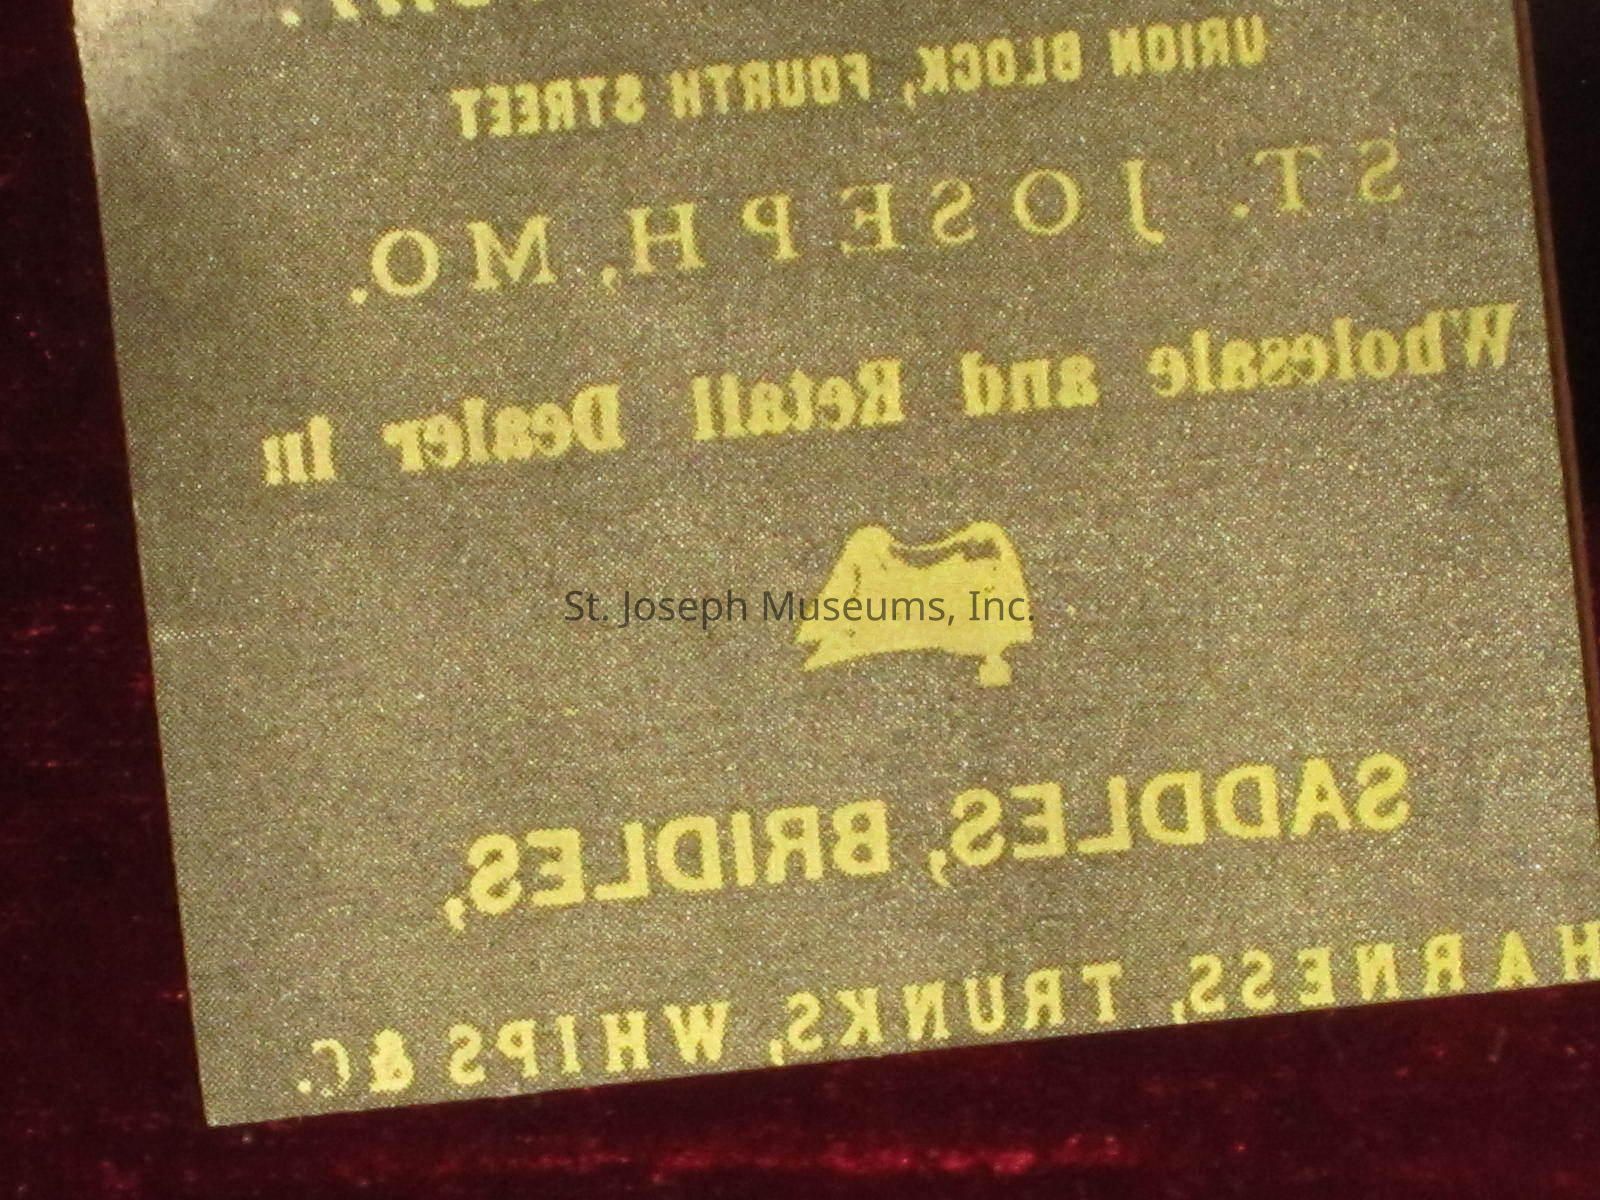 URION BLOCK, FOURTH STREET
ST. JOSEPH, MO.
Wholesale and Retail Dealer In
St. Joseph Museums, Inc.
SADDLES, BRIDLES,
HARNESS, TRUNKS, WHIPS &C.